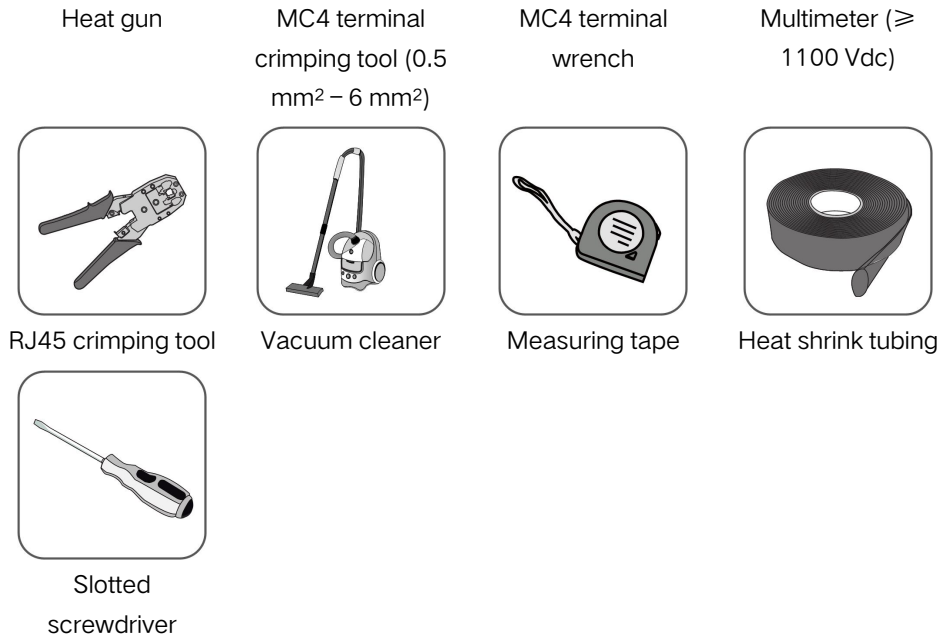 Heat gun
MC4 terminal
crimping tool (0.5
mm² – 6 mm²)
MC4 terminal
wrench
Multimeter (≥
1100 Vdc)
RJ45 crimping tool
Vacuum cleaner
Measuring tape
Heat shrink tubing
Slotted
screwdriver